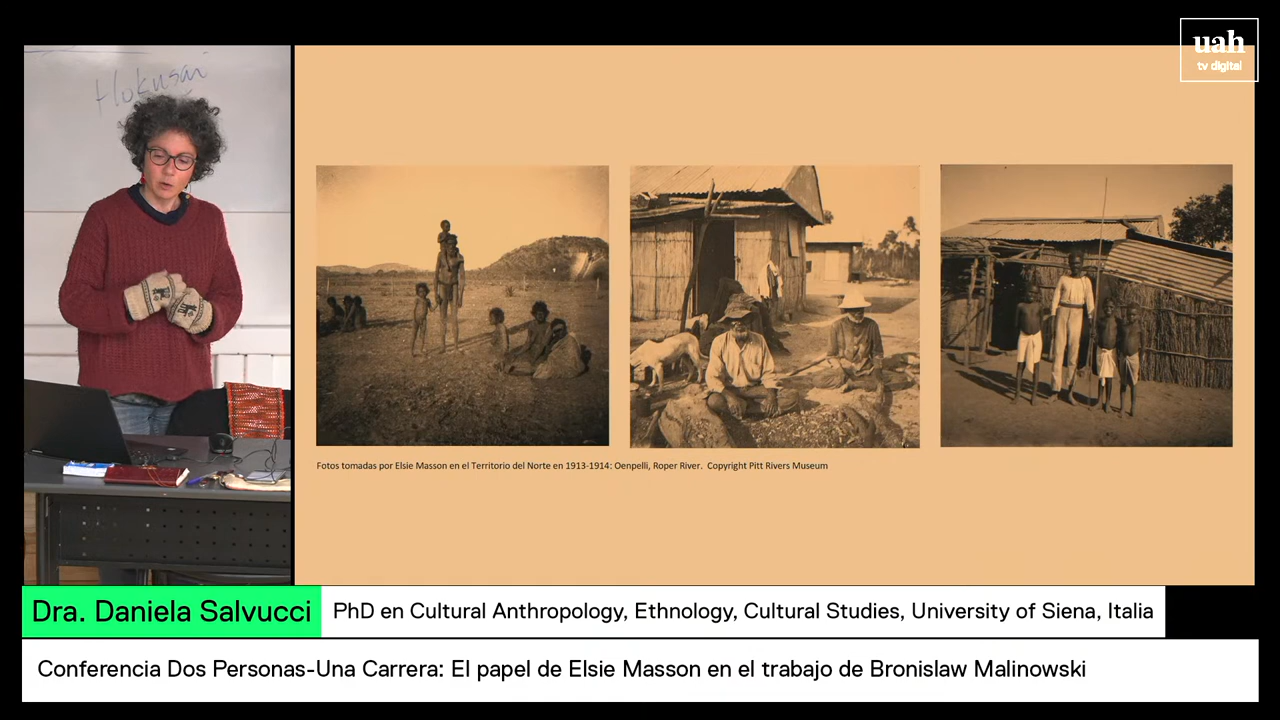 uah
tv digital
Hokusai
Fotos tomadas por Elsie Masson en el Territorio del Norte en 1913-1914: Oenpelli, Roper River. Copyright Pitt Rivers Museum
Dra. Daniela Salvucci
PhD en Cultural Anthropology, Ethnology, Cultural Studies, University of Siena, Italia
Conferencia Dos Personas-Una Carrera: El papel de Elsie Masson en el trabajo de Bronislaw Malinowski